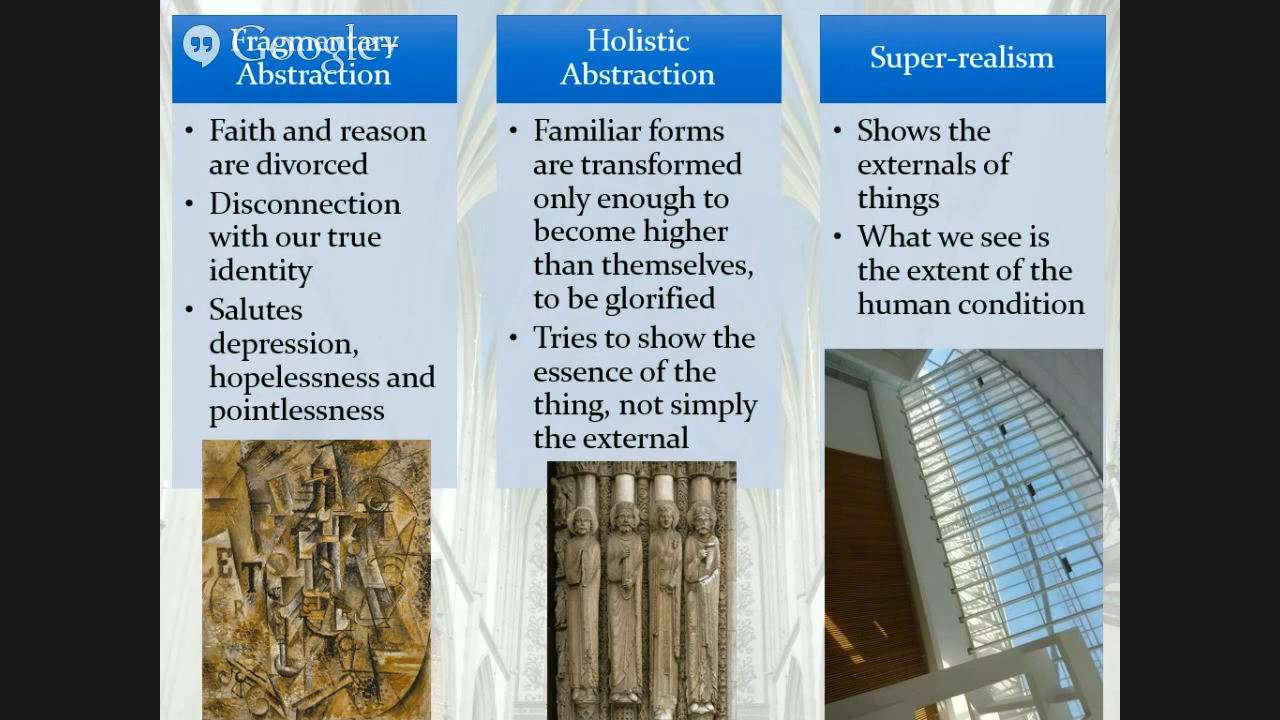 Google+
Fragmentary
Abstraction
• Faith and reason
are divorced
• Disconnection
with our true
identity
• Salutes
depression,
hopelessness and
pointlessness
Holistic
Abstraction
• Familiar forms
are transformed
only enough to
become higher
than themselves,
to be glorified
• Tries to show the
essence of the
thing, not simply
the external
Super-realism
• Shows the
externals of
things
• What we see is
the extent of the
human condition
ET